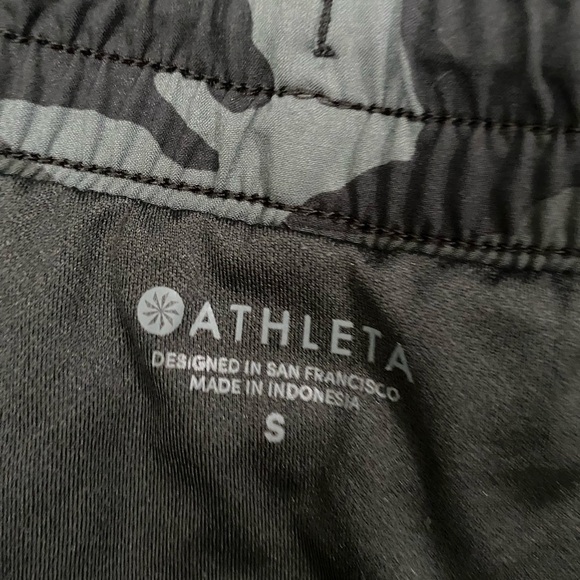 ATHLETA
DESIGNED IN SAN FRANCISCO
MADE IN INDONESIA
S